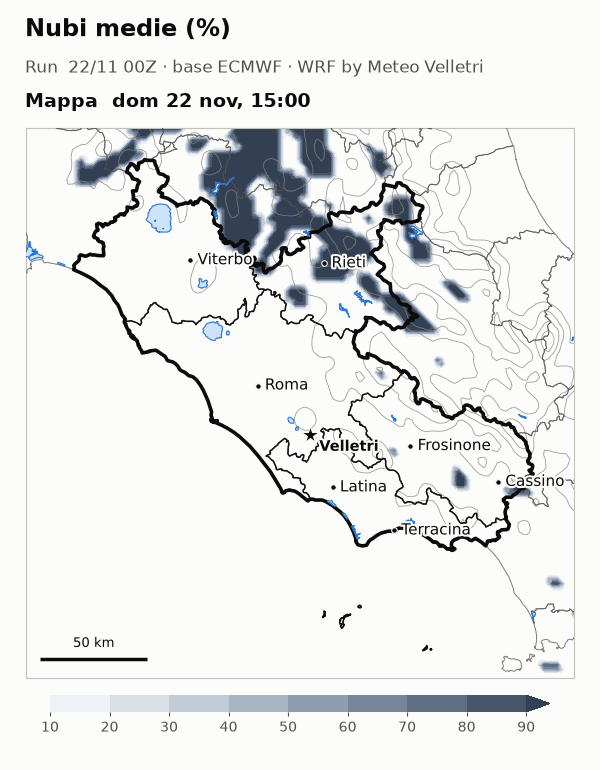 Nubi medie (%)
Run  22/11 00Z · base ECMWF · WRF by Meteo Velletri
Mappa  dom 22 nov, 15:00
Viterbo
Rieti
Roma
Velletri
Frosinone
Latina
Cassino
Terracina
50 km
10 20 30 40 50 60 70 80 90